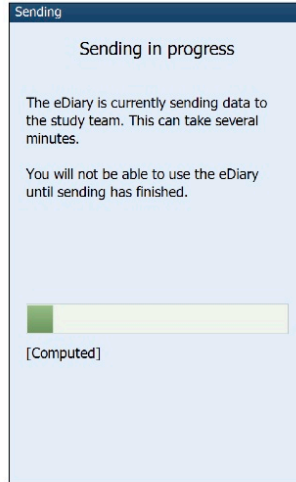 Sending
Sending in progress
The eDiary is currently sending data to
the study team. This can take several
minutes.
You will not be able to use the eDiary
until sending has finished.
[Computed]